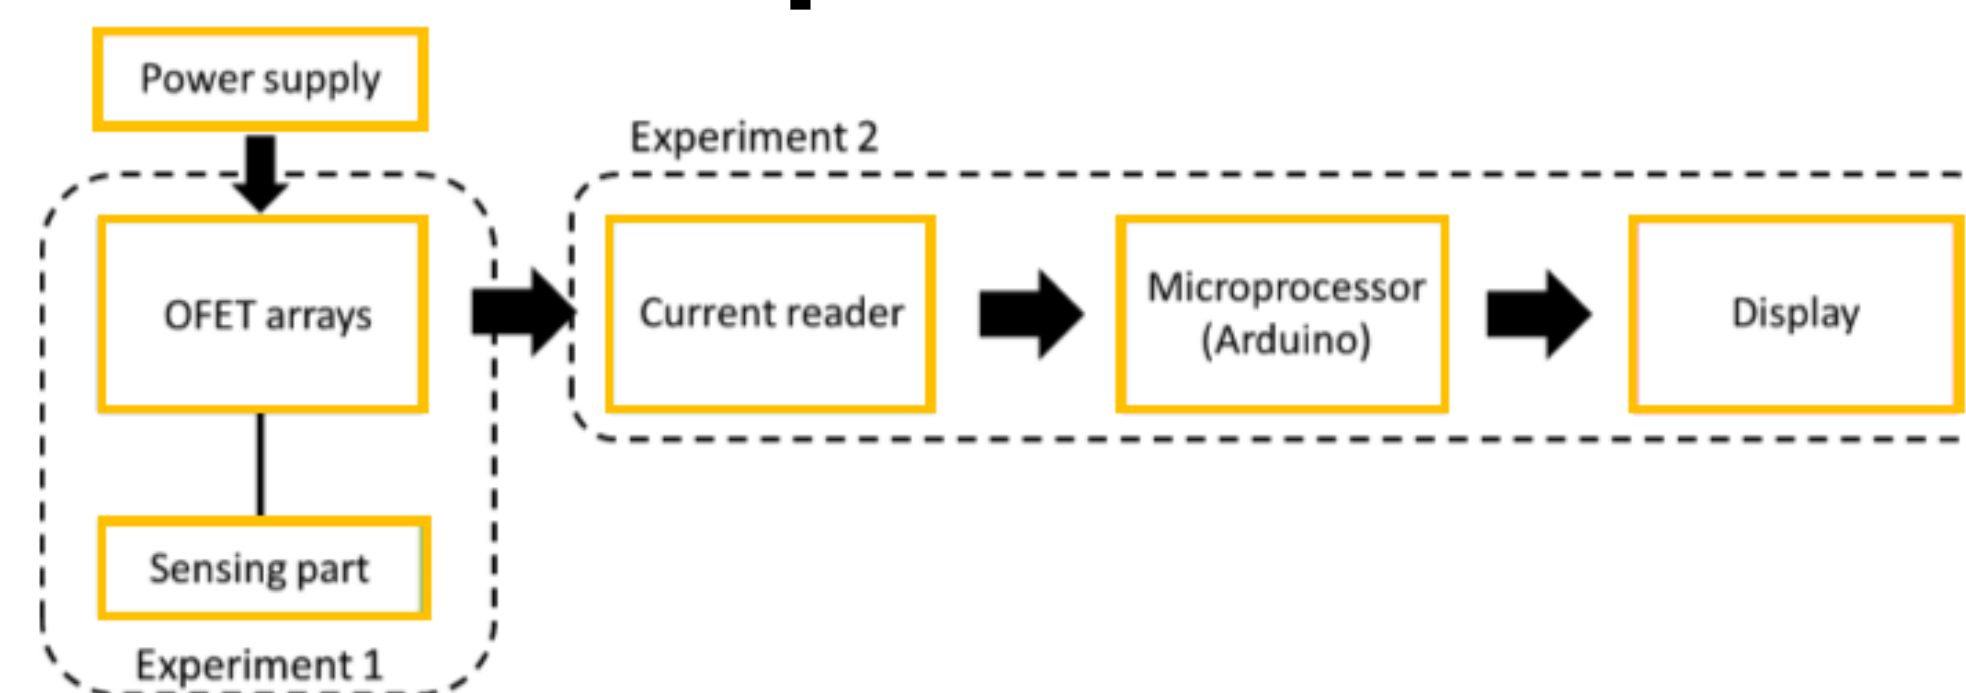 Power supply
Experiment 2
OFET arrays
Current reader
Microprocessor
(Arduino)
Display
Sensing part
Experiment 1